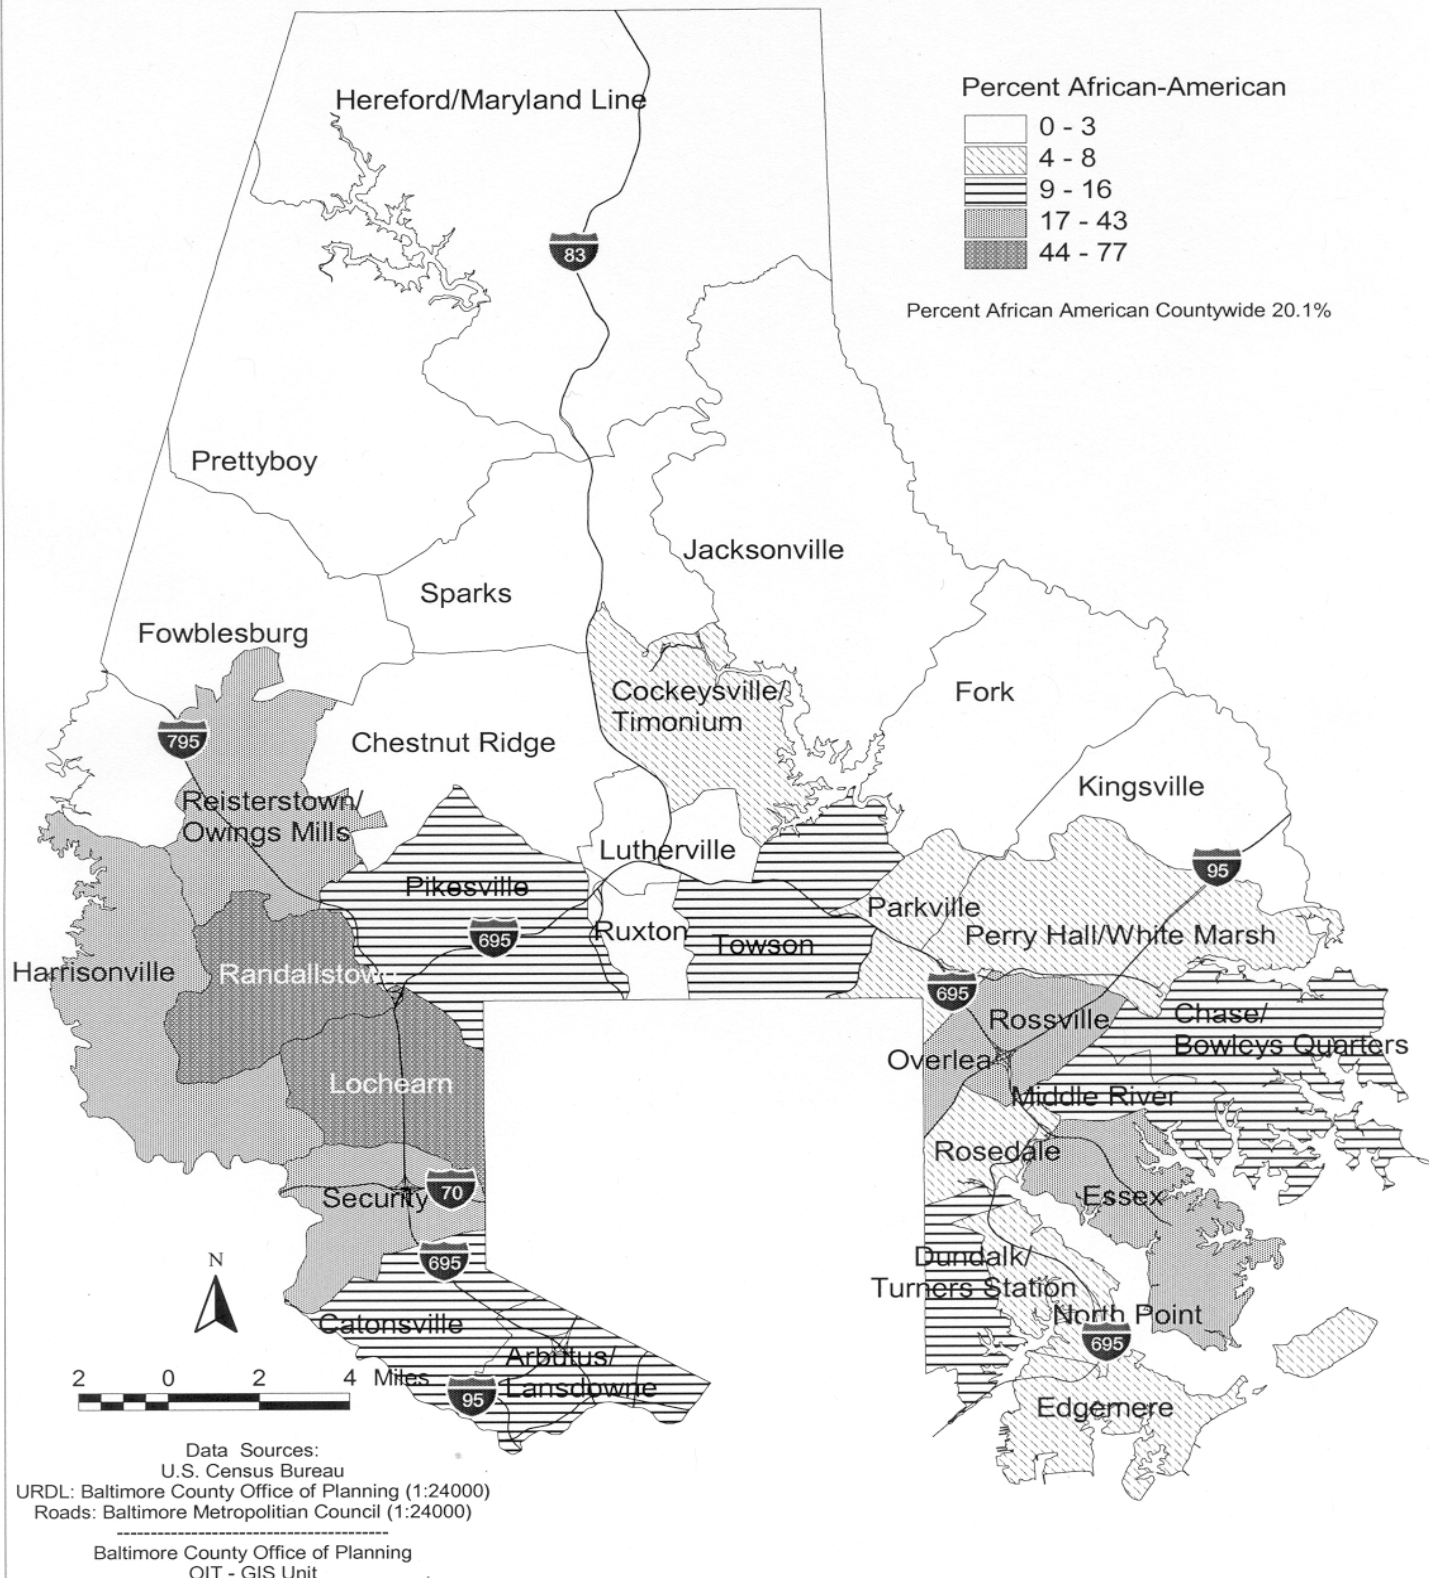 Hereford/Maryland Line
Percent African-American
0 - 3
4 - 8
9 - 16
17 - 43
44 - 77
Percent African American Countywide 20.1%
83
Prettyboy
Jacksonville
Sparks
Fowblesburg
Cockeysville/
Timonium
Fork
795
Chestnut Ridge
Kingsville
Reisterstown/
Owings Mills
Lutherville
95
Pikesville
Parkville
695
Ruxton
Towson
Perry Hall/White Marsh
Harrisonville
Randallstown
695
Rossville
Chase/
Bowleys Quarters
Overlea
Lochearn
Middle River
Rosedale
Security
70
Essex
N
695
Dundalk/
Turners Station
North Point
Catonsville
695
Arbutus/
Lansdowne
2 0 2 4 Miles
95
Edgemere
Data Sources:
U.S. Census Bureau
URDL: Baltimore County Office of Planning (1:24000)
Roads: Baltimore Metropolitian Council (1:24000)
----------------------------------------
Baltimore County Office of Planning
OIT - GIS Unit